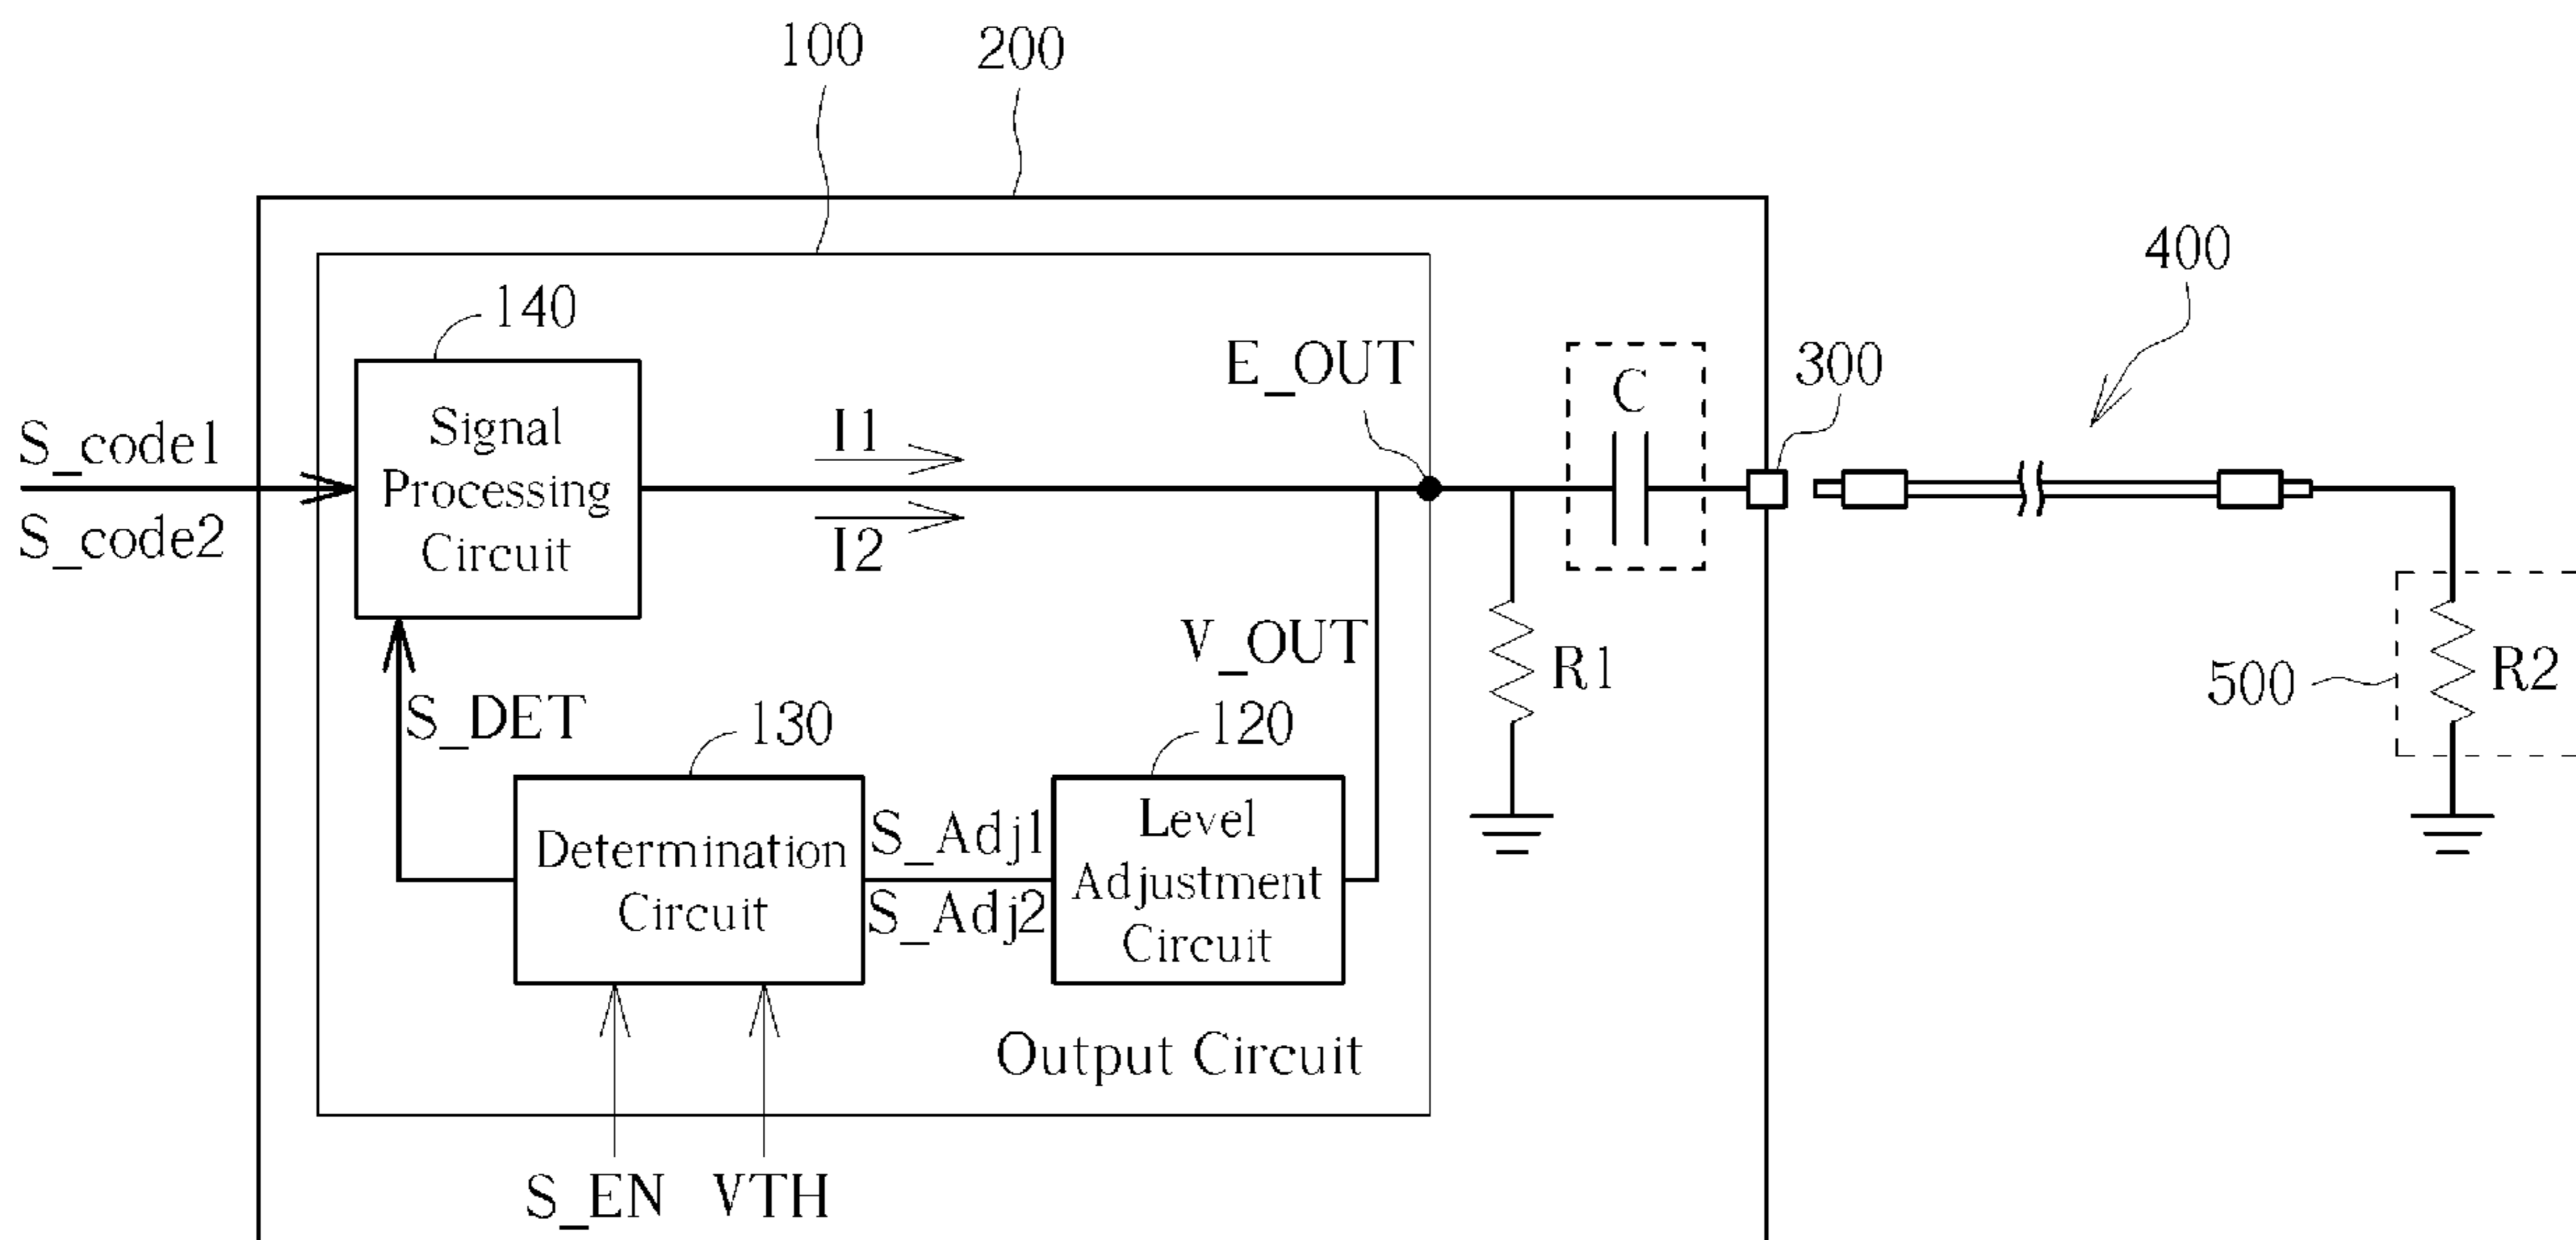 100
200
400
140
E_OUT
C
300
S_code1
S_code2
Signal
Processing
Circuit
I1
I2
V_OUT
R1
500
R2
S_DET
130
120
Determination
Circuit
S_Adj1
S_Adj2
Level
Adjustment
Circuit
Output Circuit
S_EN
VTH